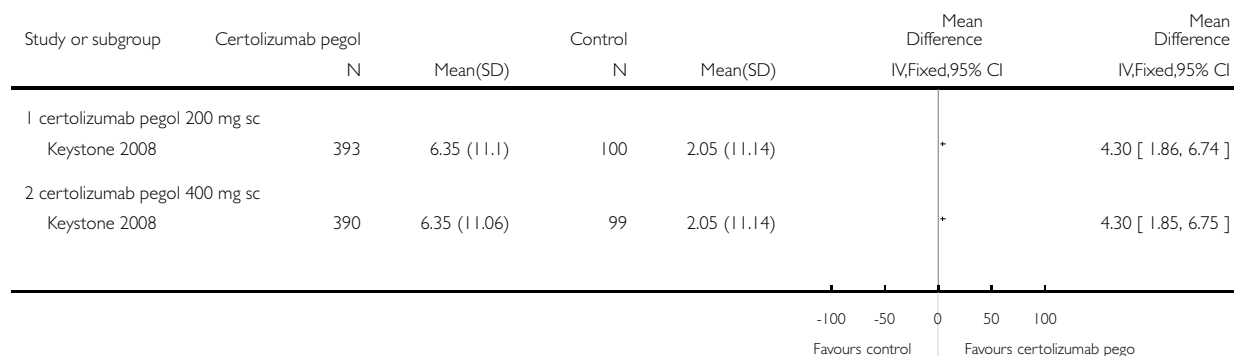 Study or subgroup Certolizumab pegol Control Mean Difference Mean Difference
N Mean(SD) N Mean(SD) IV,Fixed,95% CI IV,Fixed,95% CI
1 certolizumab pegol 200 mg sc
Keystone 2008 393 6.35 (11.1) 100 2.05 (11.14) 4.30 [ 1.86, 6.74 ]
2 certolizumab pegol 400 mg sc
Keystone 2008 390 6.35 (11.06) 99 2.05 (11.14) 4.30 [ 1.85, 6.75 ]
-100 -50 0 50 100
Favours control Favours certolizumab pego